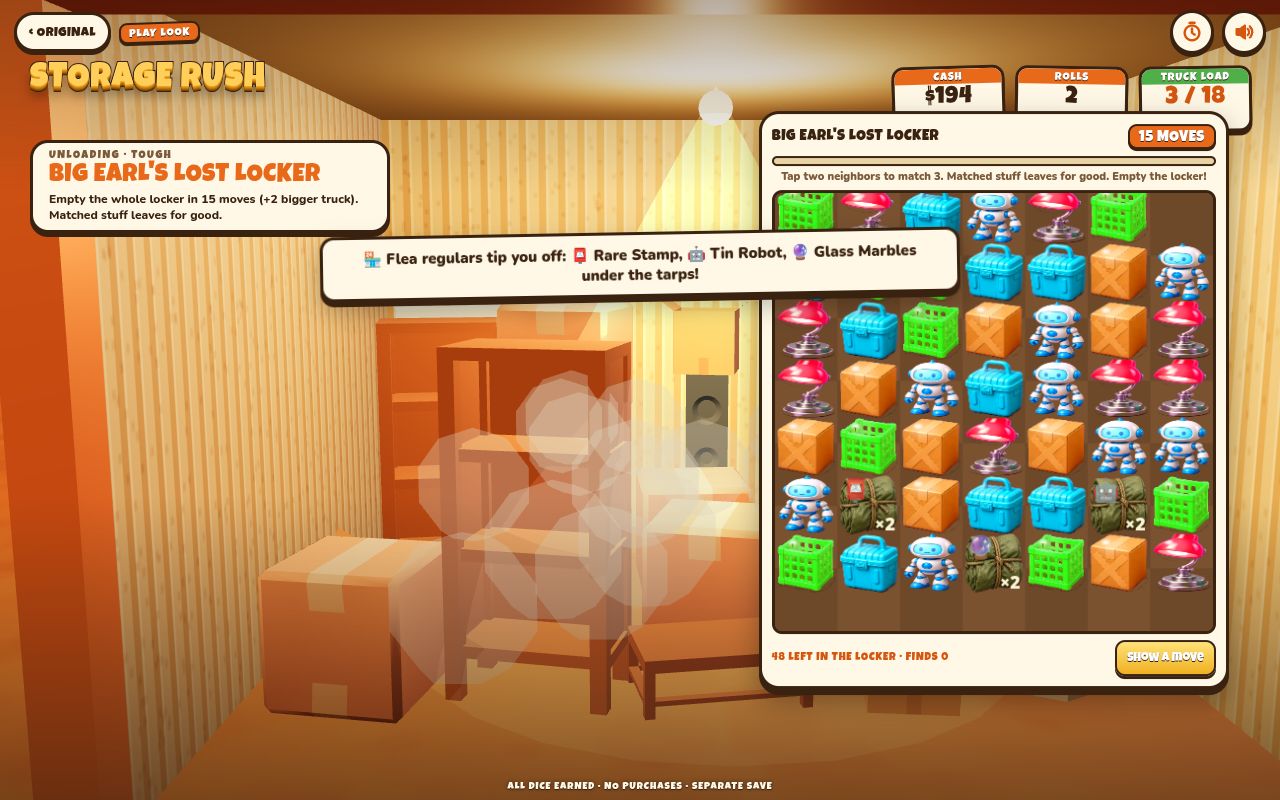 ‹ ORIGINAL
PLAY LOOK
STORAGE RUSH
CASH
$194
ROLLS
2
TRUCK LOAD
3 / 18
UNLOADING · TOUGH
BIG EARL'S LOST LOCKER
Empty the whole locker in 15 moves (+2 bigger truck).
Matched stuff leaves for good.
BIG EARL'S LOST LOCKER
15 MOVES
Tap two neighbors to match 3. Matched stuff leaves for good. Empty the locker!
Flea regulars tip you off: Rare Stamp, Tin Robot, Glass Marbles
under the tarps!
×2
×2
×2
48 LEFT IN THE LOCKER · FINDS 0
SHOW A MOVE
ALL DICE EARNED · NO PURCHASES · SEPARATE SAVE